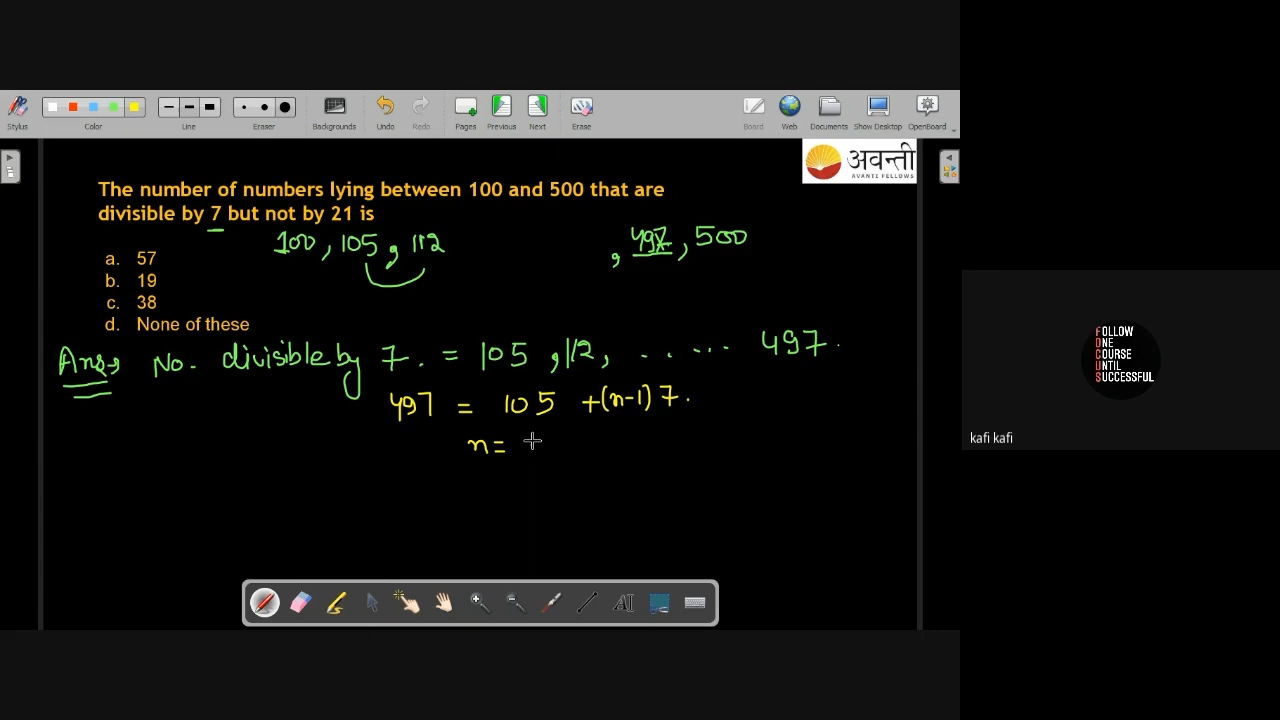 Stylus
Color
Line
Eraser
Backgrounds
Undo
Redo
Pages
Previous
Next
Erase
Board
Web
Documents
Show Desktop
OpenBoard
अवन्ती
AVANTI FELLOWS
The number of numbers lying between 100 and 500 that are
divisible by 7 but not by 21 is
100, 105, 112 , 497, 500
a. 57
b. 19
c. 38
d. None of these
Ans→ No. divisible by 7. = 105, 112, ........ 497.
497 = 105 +(n-1) 7.
n=
FOLLOW
ONE
COURSE
UNTIL
SUCCESSFUL
kafi kafi
AI